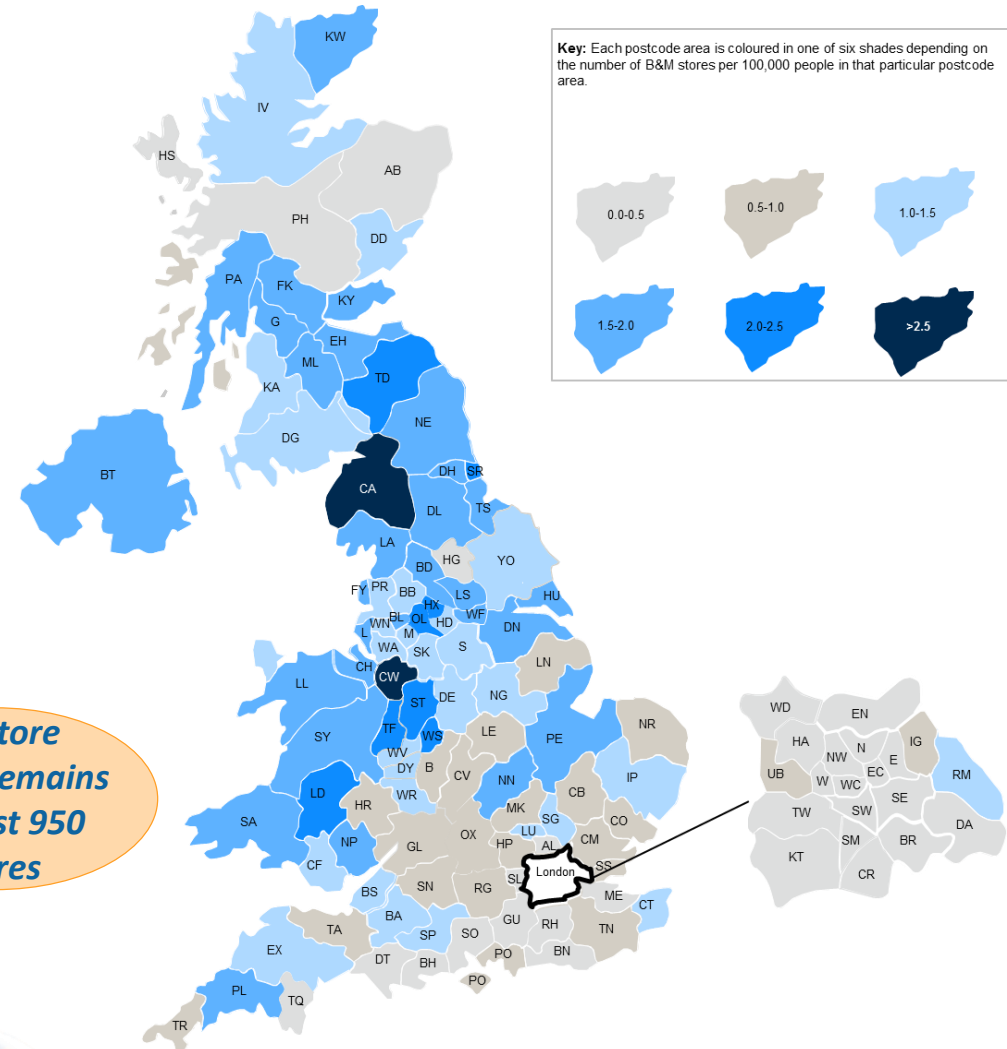 Key: Each postcode area is coloured in one of six shades depending on
the number of B&M stores per 100,000 people in that particular postcode
area.
0.0-0.5
0.5-1.0
1.0-1.5
1.5-2.0
2.0-2.5
>2.5
KW
IV
HS
AB
PH
DD
PA
FK
KY
G
EH
ML
TD
KA
NE
DG
BT
DH
SR
CA
DL
TS
LA
HG
YO
BD
FY
PR
BB
LS
HU
HX
BL
OL
WF
WN
HD
DN
L
M
WA
SK
S
CH
LN
CW
LL
ST
DE
NG
TF
WS
SY
LE
PE
NR
WV
DY
B
CV
NN
LD
HR
WR
CB
IP
MK
SG
CO
SA
NP
GL
OX
LU
HP
AL
CM
CF
London
SS
SL
SN
RG
ME
BS
CT
BA
GU
RH
TN
TA
SP
SO
EX
PO
BN
DT
BH
PO
PL
TQ
TR
WD
EN
HA
N
IG
NW
E
UB
EC
RM
W
WC
SE
TW
SW
DA
SM
BR
KT
CR
tore
emains
st 950
res